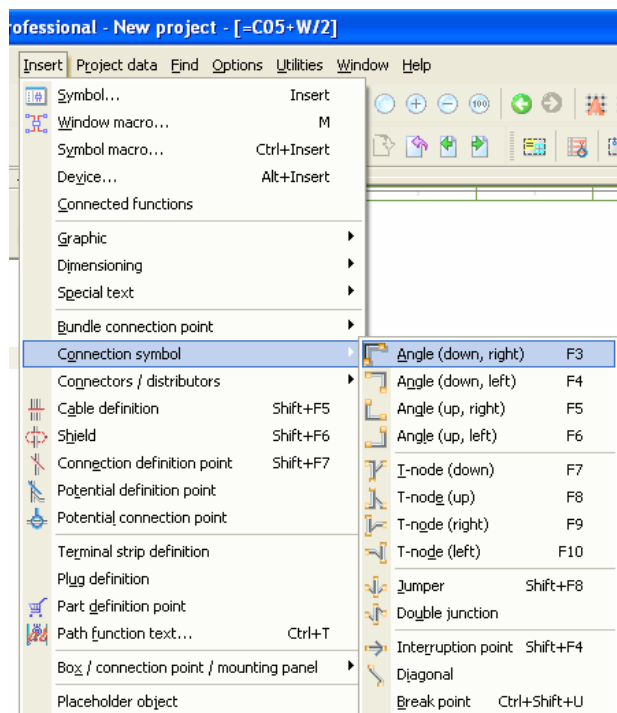 ofessional - New project - [=C05+W/2]
Insert Project data Find Options Utilities Window Help
Symbol... Insert
Window macro... M
Symbol macro... Ctrl+Insert
Device... Alt+Insert
Connected functions
Graphic
Dimensioning
Special text
Bundle connection point
Connection symbol
Connectors / distributors
Cable definition Shift+F5
Shield Shift+F6
Connection definition point Shift+F7
Potential definition point
Potential connection point
Terminal strip definition
Plug definition
Part definition point
Path function text... Ctrl+T
Box / connection point / mounting panel
Placeholder object
100
Angle (down, right) F3
Angle (down, left) F4
Angle (up, right) F5
Angle (up, left) F6
T-node (down) F7
T-node (up) F8
T-node (right) F9
T-node (left) F10
Jumper Shift+F8
Double junction
Interruption point Shift+F4
Diagonal
Break point Ctrl+Shift+U